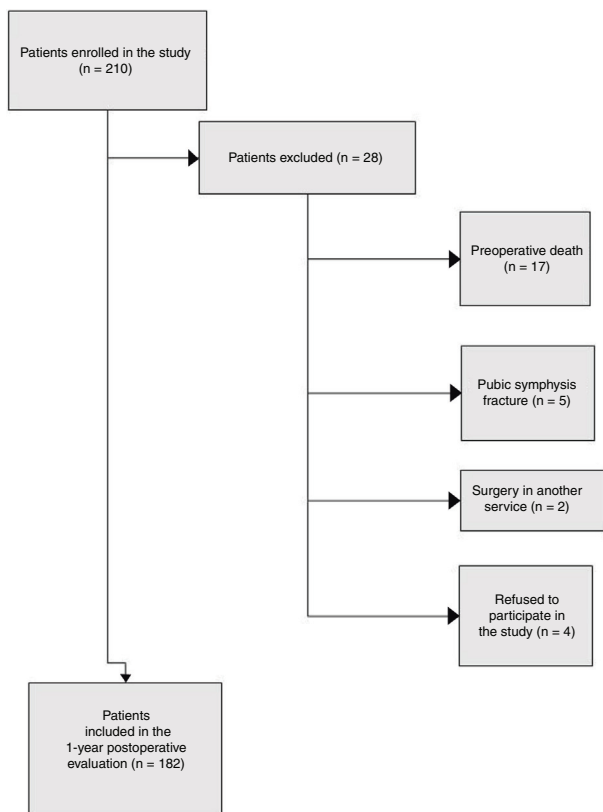 Patients enrolled in the study
(n = 210)
Patients excluded (n = 28)
Preoperative death
(n = 17)
Pubic symphysis
fracture (n = 5)
Surgery in another
service (n = 2)
Refused to
participate in
the study (n = 4)
Patients
included in the
1-year postoperative
evaluation (n = 182)